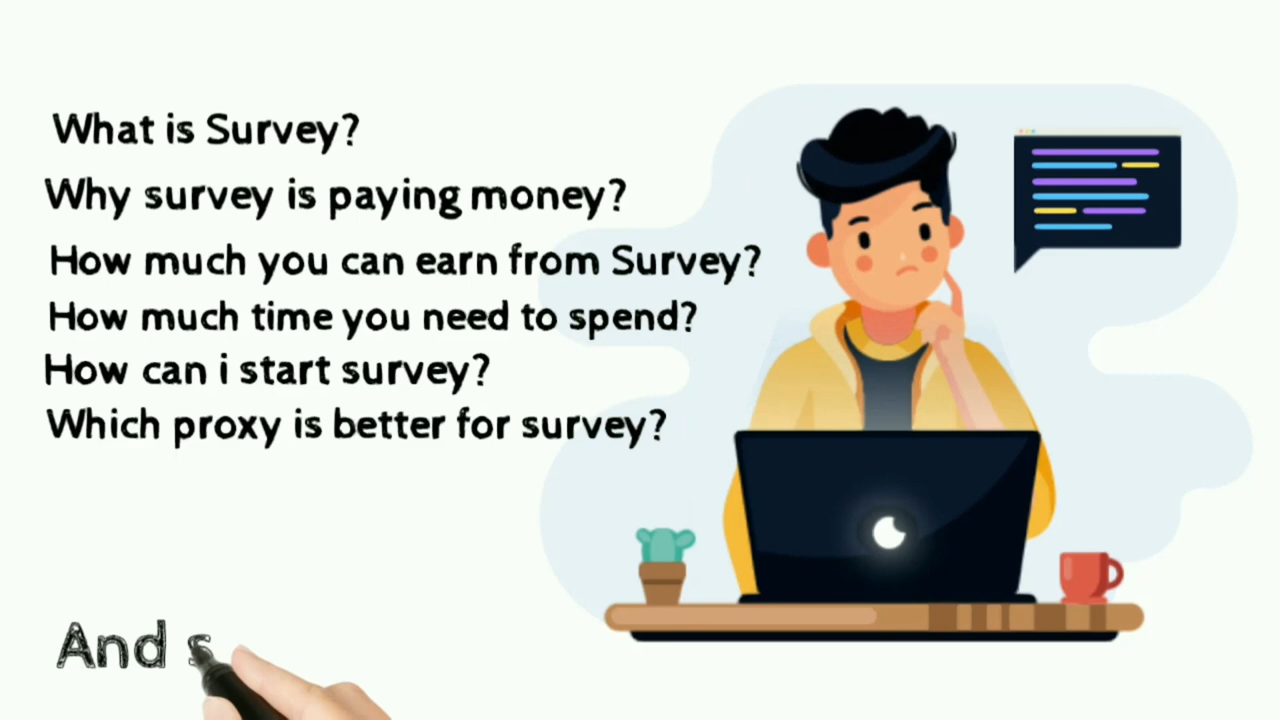 What is Survey?
Why survey is paying money?
How much you can earn from Survey?
How much time you need to spend?
How can i start survey?
Which proxy is better for survey?
And s